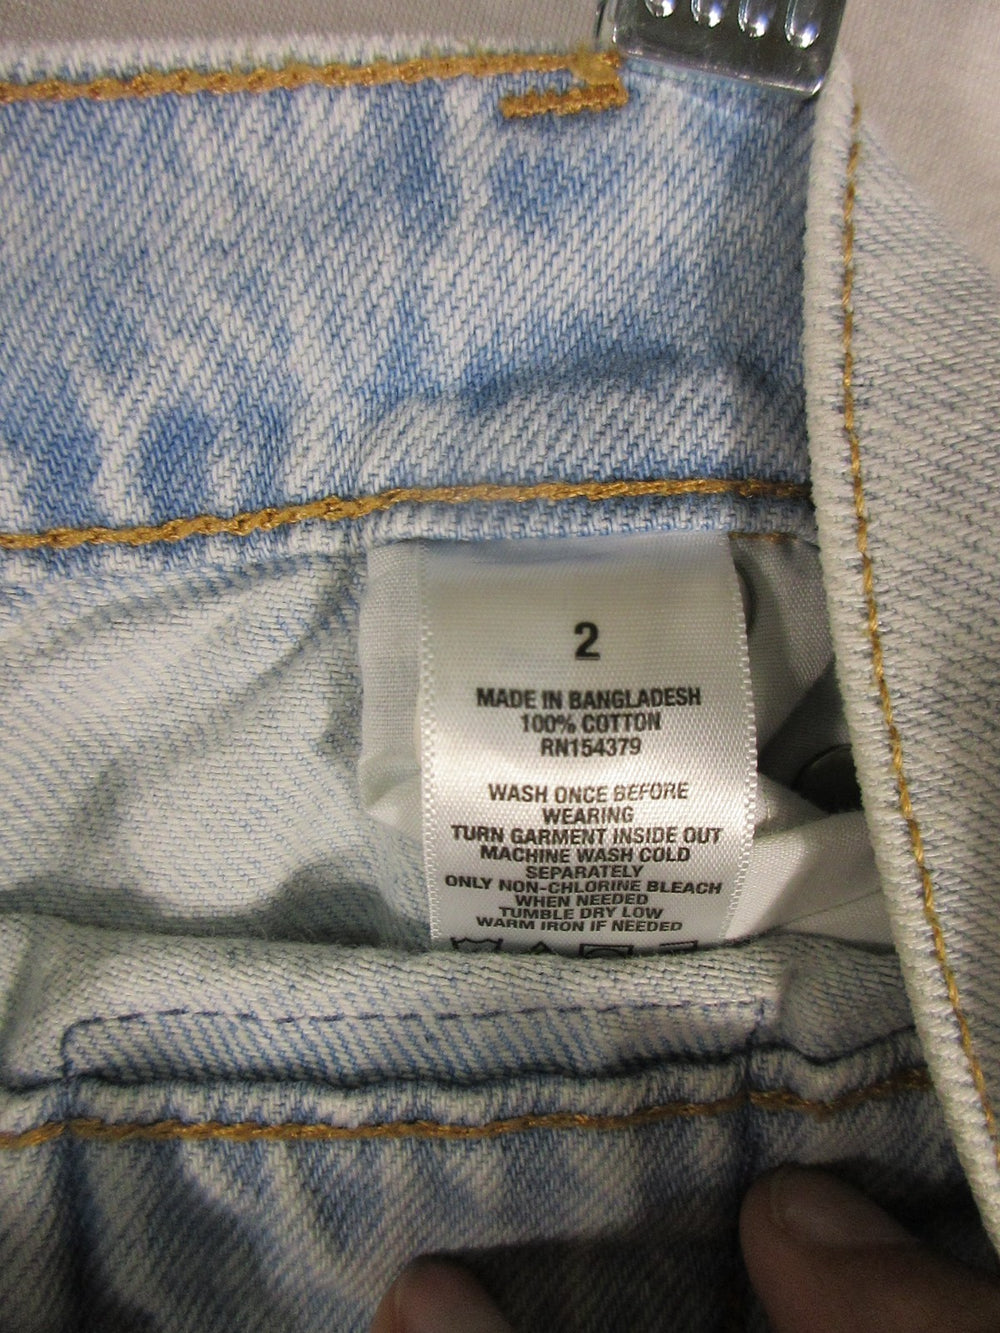 2
MADE IN BANGLADESH
100% COTTON
RN154379
WASH ONCE BEFORE
WEARING
TURN GARMENT INSIDE OUT
MACHINE WASH COLD
SEPARATELY
ONLY NON-CHLORINE BLEACH
WHEN NEEDED
TUMBLE DRY LOW
WARM IRON IF NEEDED